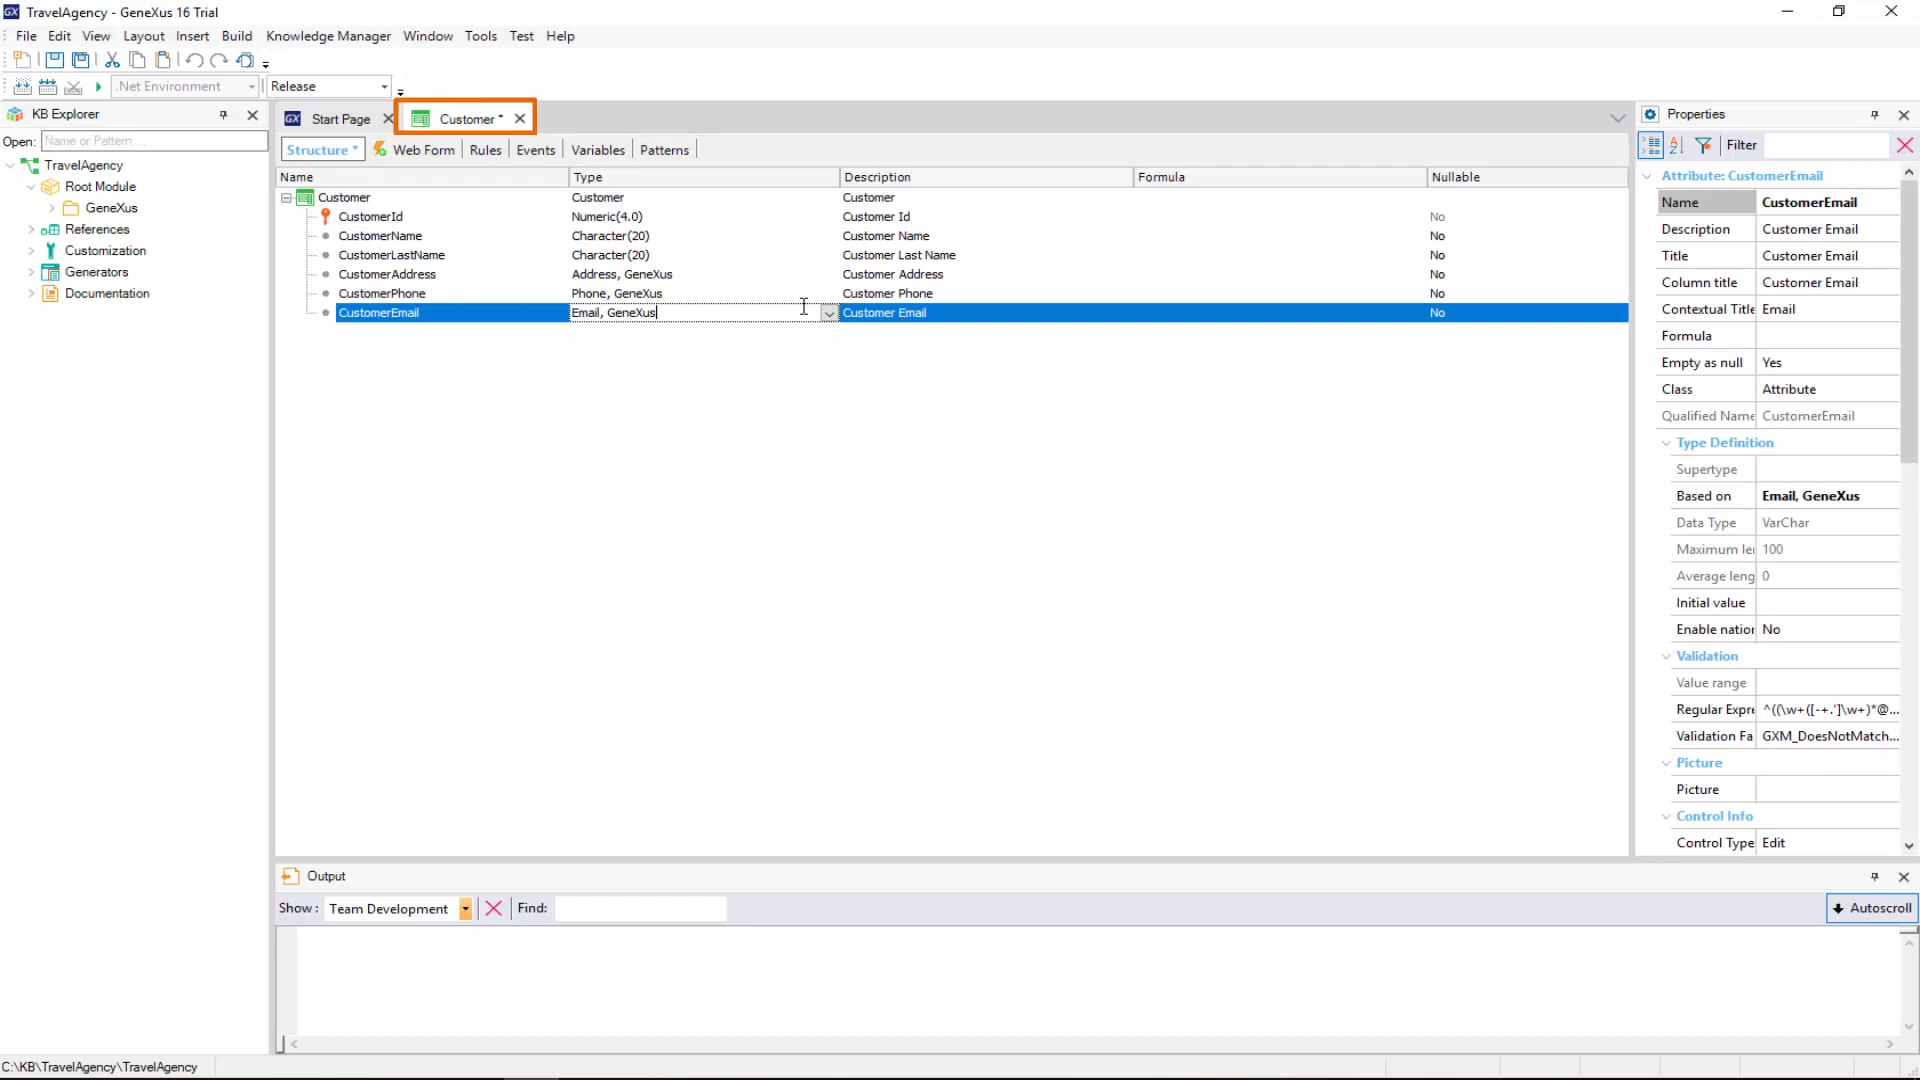 TravelAgency - GeneXus 16 Trial
File Edit View Layout Insert Build Knowledge Manager Window Tools Test Help
.Net Environment Release
KB Explorer
Open: Name or Pattern ...
TravelAgency
Root Module
GeneXus
References
Customization
Generators
Documentation
Start Page Customer *
Structure * Web Form Rules Events Variables Patterns
Name Type Description Formula Nullable
Customer Customer Customer
CustomerId Numeric(4.0) Customer Id No
CustomerName Character(20) Customer Name No
CustomerLastName Character(20) Customer Last Name No
CustomerAddress Address, GeneXus Customer Address No
CustomerPhone Phone, GeneXus Customer Phone No
CustomerEmail Email, GeneXus Customer Email No
Properties
Filter
Attribute: CustomerEmail
Name CustomerEmail
Description Customer Email
Title Customer Email
Column title Customer Email
Contextual Title Email
Formula
Empty as null Yes
Class Attribute
Qualified Name CustomerEmail
Type Definition
Supertype
Based on Email, GeneXus
Data Type VarChar
Maximum le 100
Average leng 0
Initial value
Enable nation No
Validation
Value range
Regular Expre ^((\w+([-+.']\w+)*@...
Validation Fa GXM_DoesNotMatch...
Picture
Picture
Control Info
Control Type Edit
Output
Show : Team Development Find: Autoscroll
C:\KB\TravelAgency\TravelAgency